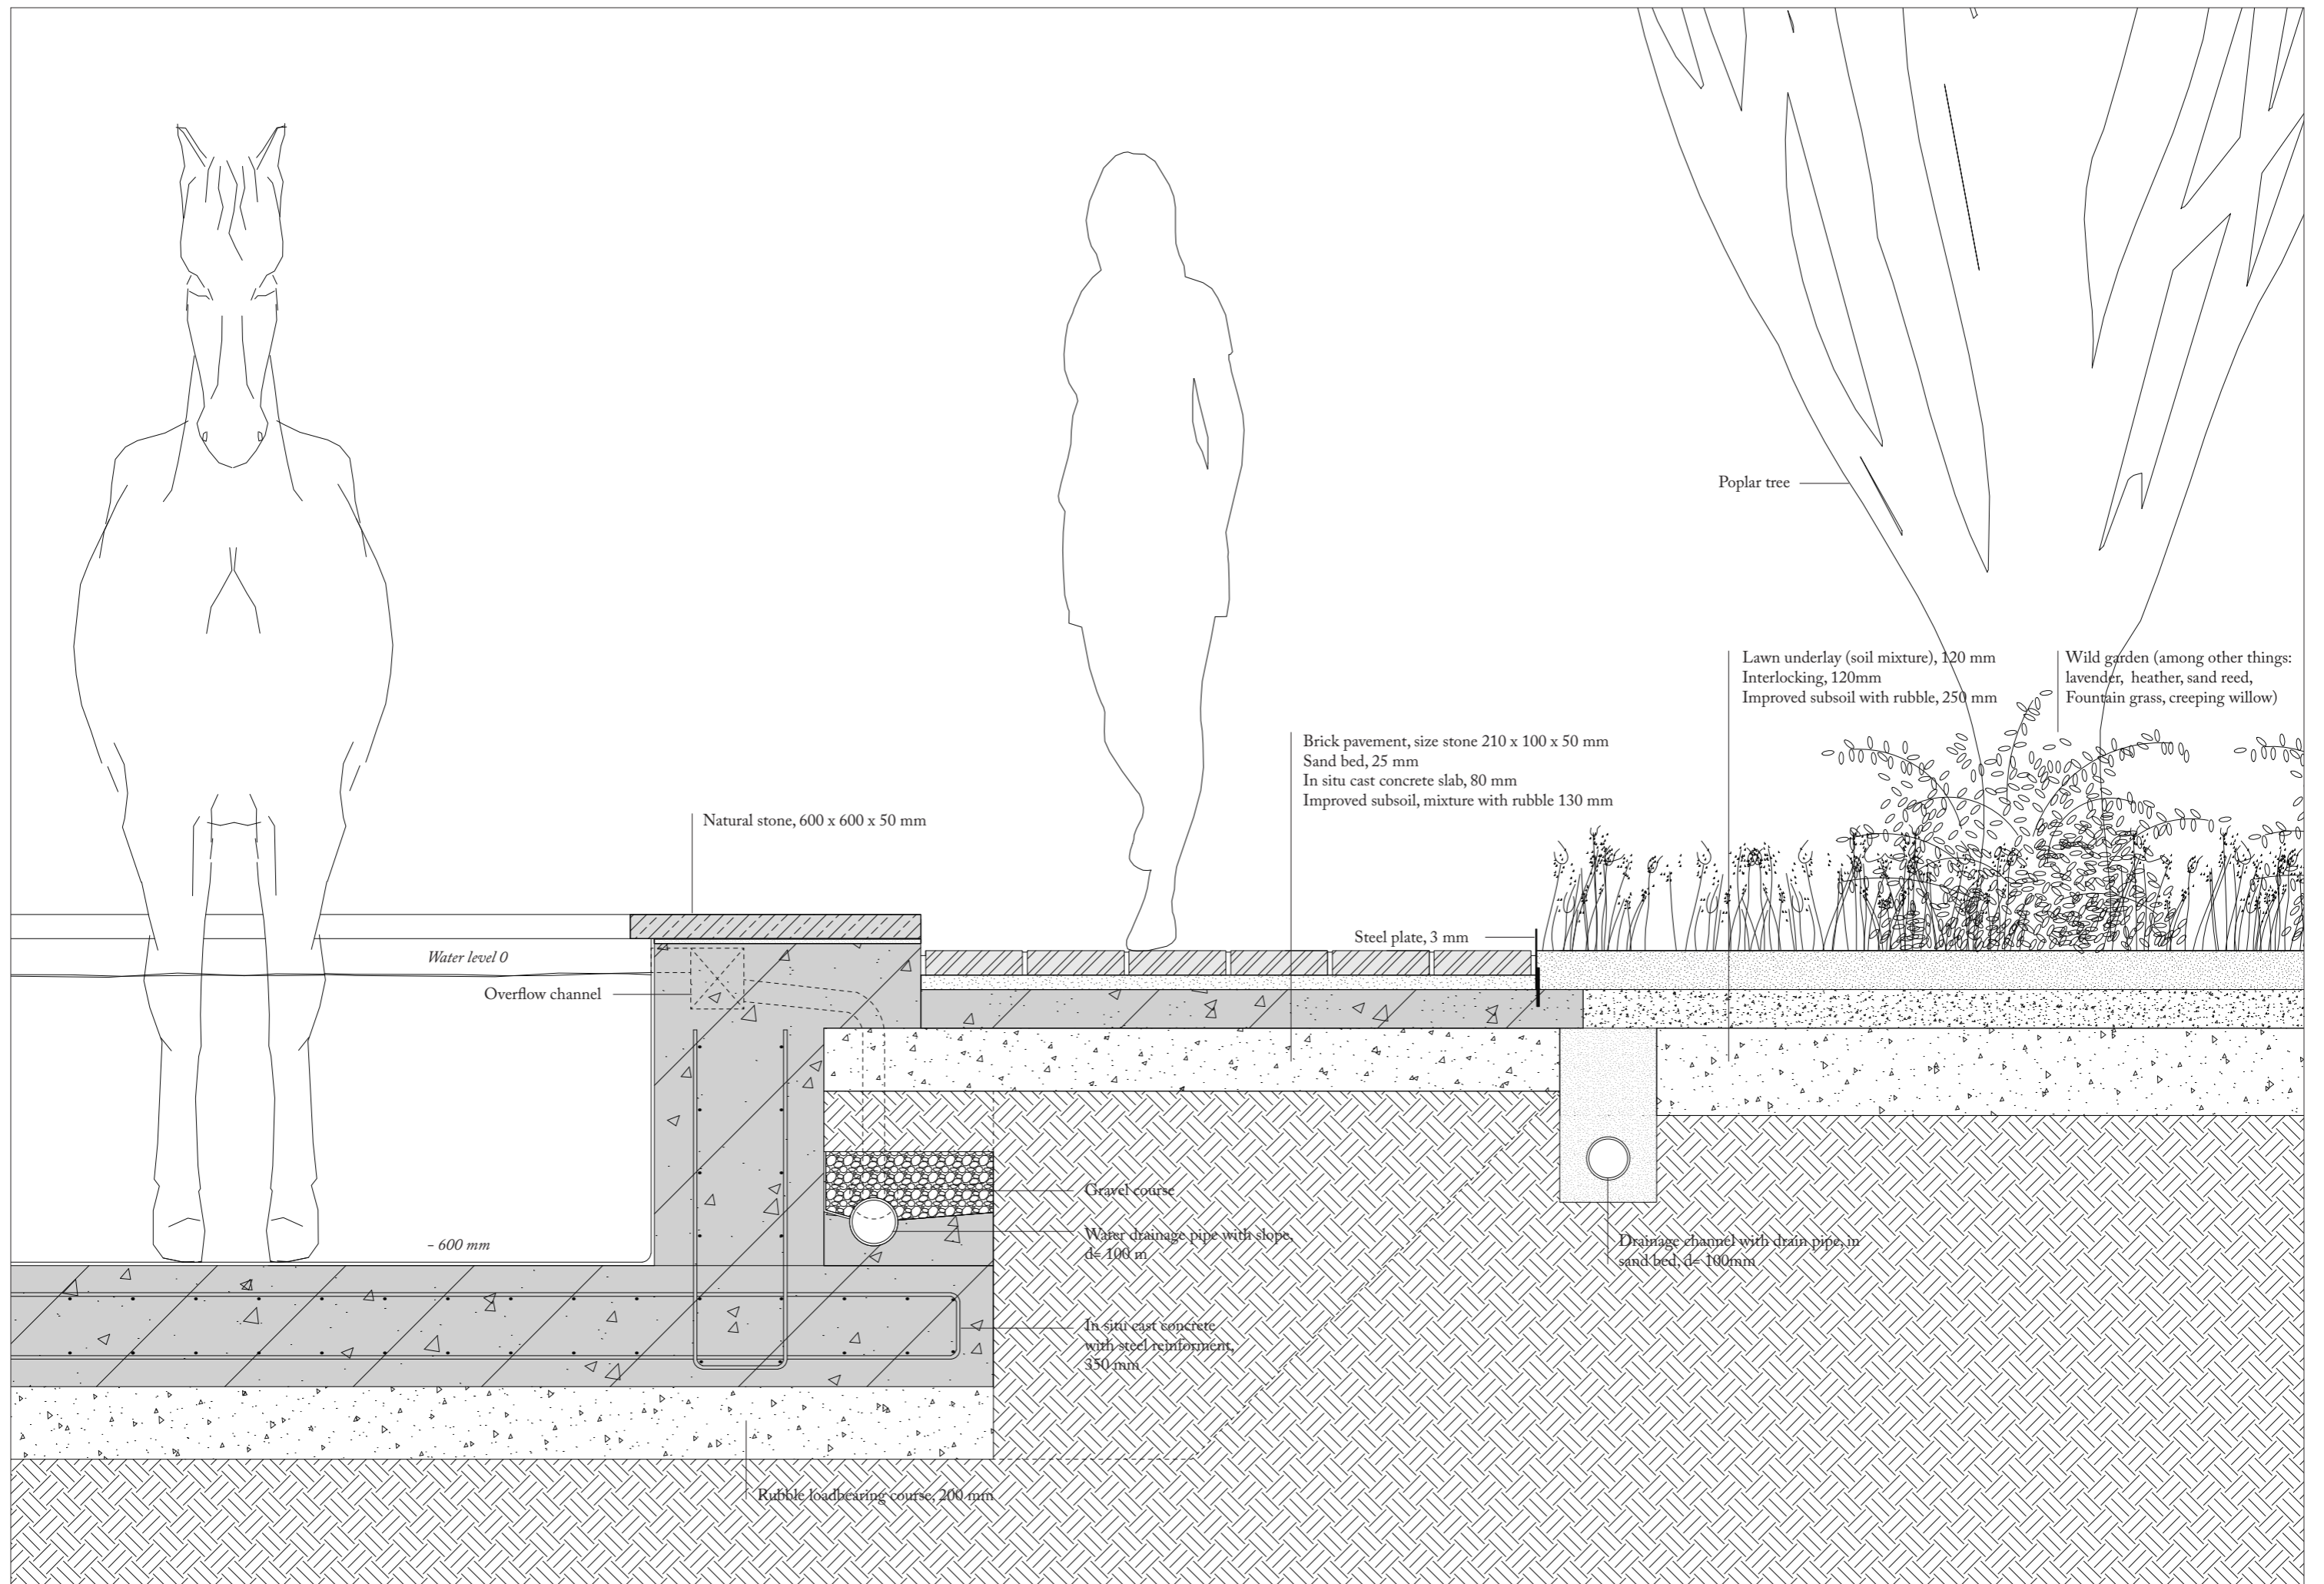 Poplar tree
Lawn underlay (soil mixture), 120 mm
Interlocking, 120mm
Improved subsoil with rubble, 250 mm
Wild garden (among other things:
lavender, heather, sand reed,
Fountain grass, creeping willow)
Brick pavement, size stone 210 x 100 x 50 mm
Sand bed, 25 mm
In situ cast concrete slab, 80 mm
Improved subsoil, mixture with rubble 130 mm
Natural stone, 600 x 600 x 50 mm
Steel plate, 3 mm
Water level 0
Overflow channel
Gravel course
Water drainage pipe with slope,
d= 100 m
– 600 mm
Drainage channel with drain pipe, in
sand bed, d= 100mm
In situ cast concrete
with steel reinforment,
350 mm
Rubble loadbearing course, 200 mm